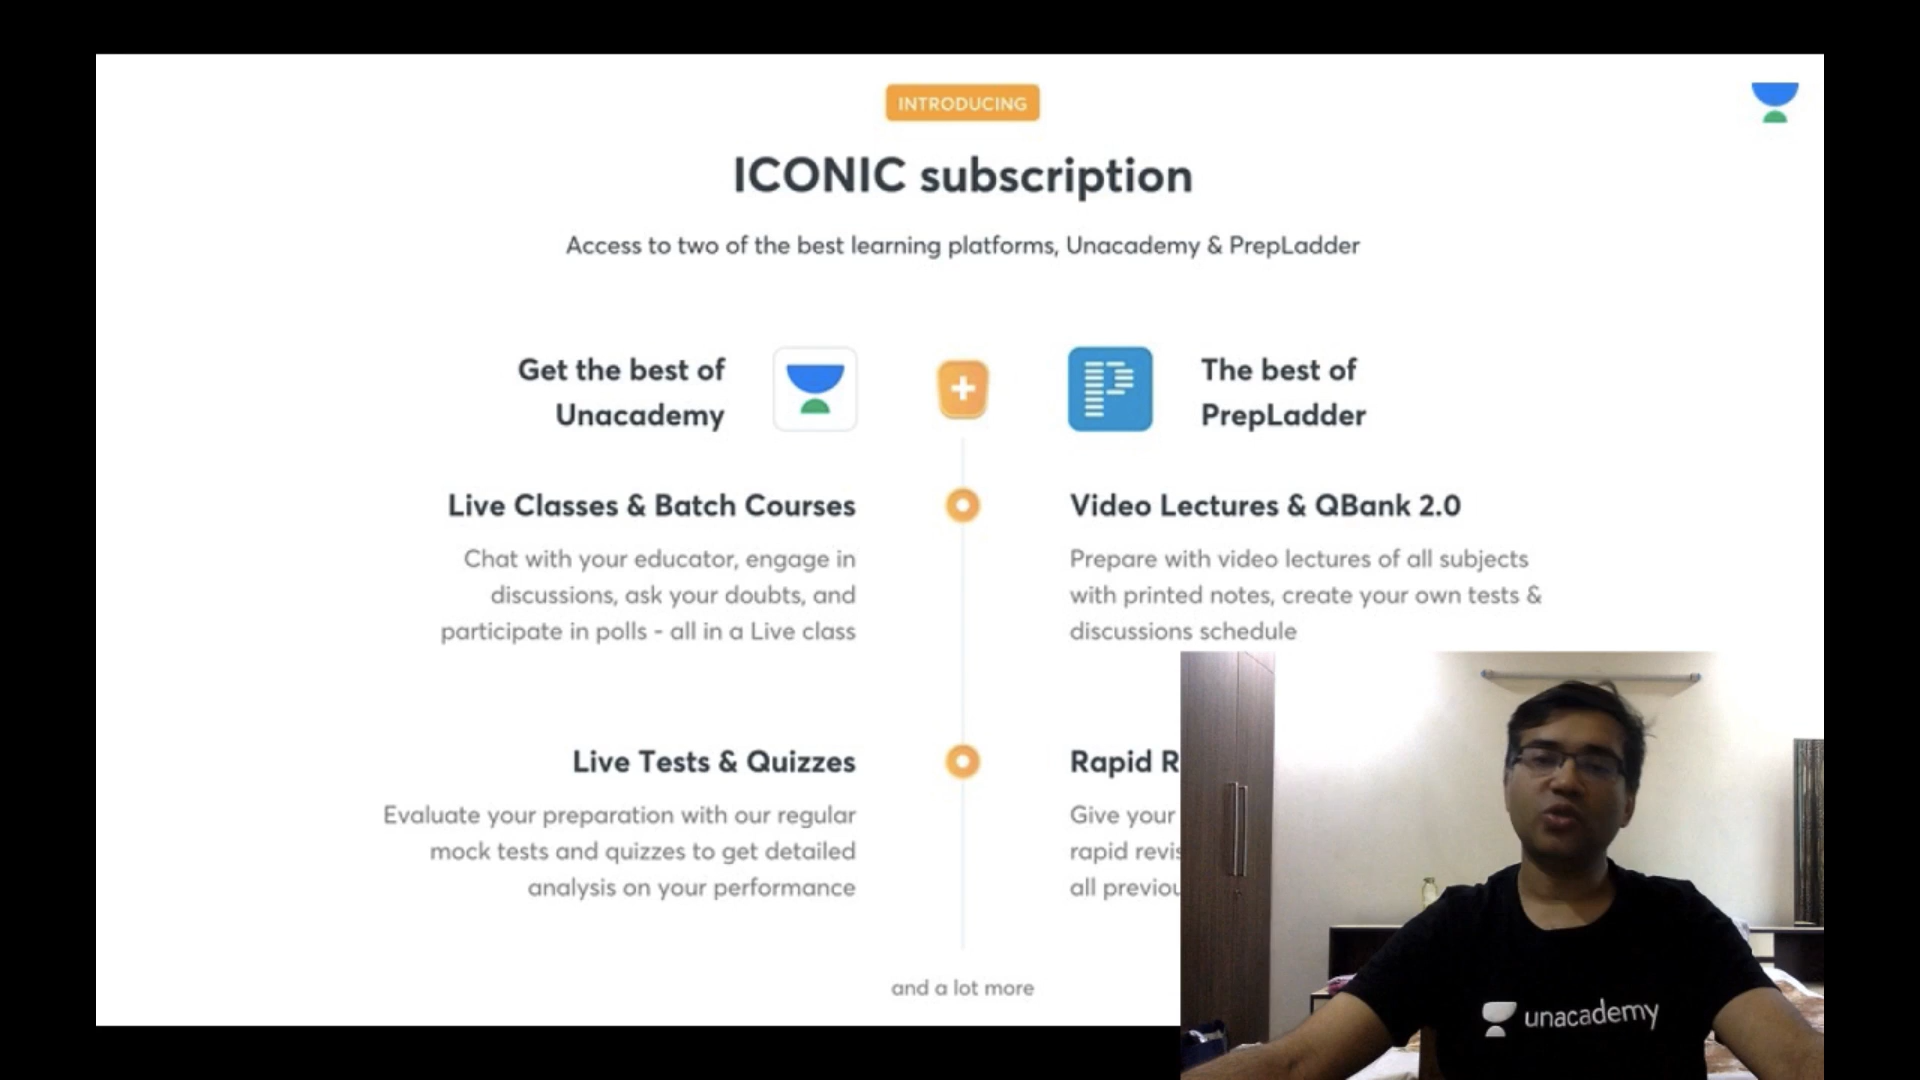 INTRODUCING
ICONIC subscription
Access to two of the best learning platforms, Unacademy & PrepLadder
Get the best of
Unacademy
The best of
PrepLadder
Live Classes & Batch Courses
Chat with your educator, engage in
discussions, ask your doubts, and
participate in polls - all in a Live class
Video Lectures & QBank 2.0
Prepare with video lectures of all subjects
with printed notes, create your own tests &
discussions schedule
Live Tests & Quizzes
Evaluate your preparation with our regular
mock tests and quizzes to get detailed
analysis on your performance
Rapid R
Give your
rapid revis
all previou
and a lot more
unacademy